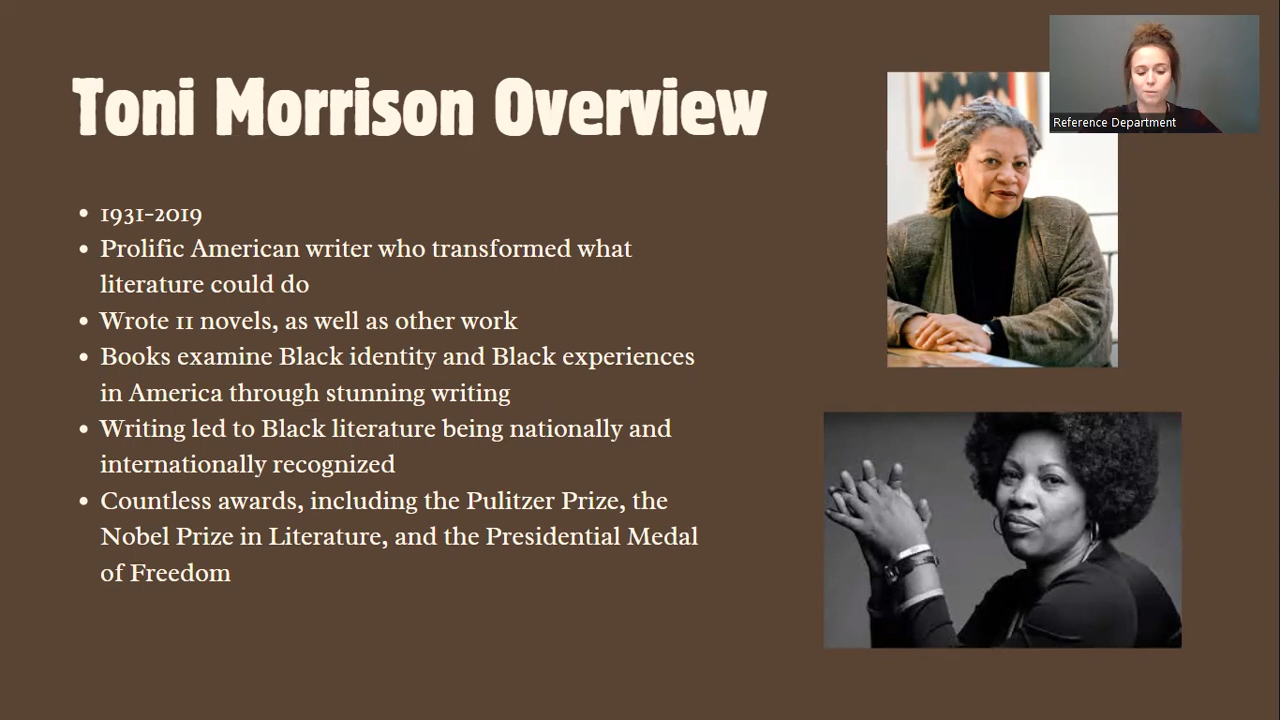 Toni Morrison Overview
Reference Department
• 1931-2019
• Prolific American writer who transformed what
literature could do
• Wrote 11 novels, as well as other work
• Books examine Black identity and Black experiences
in America through stunning writing
• Writing led to Black literature being nationally and
internationally recognized
• Countless awards, including the Pulitzer Prize, the
Nobel Prize in Literature, and the Presidential Medal
of Freedom